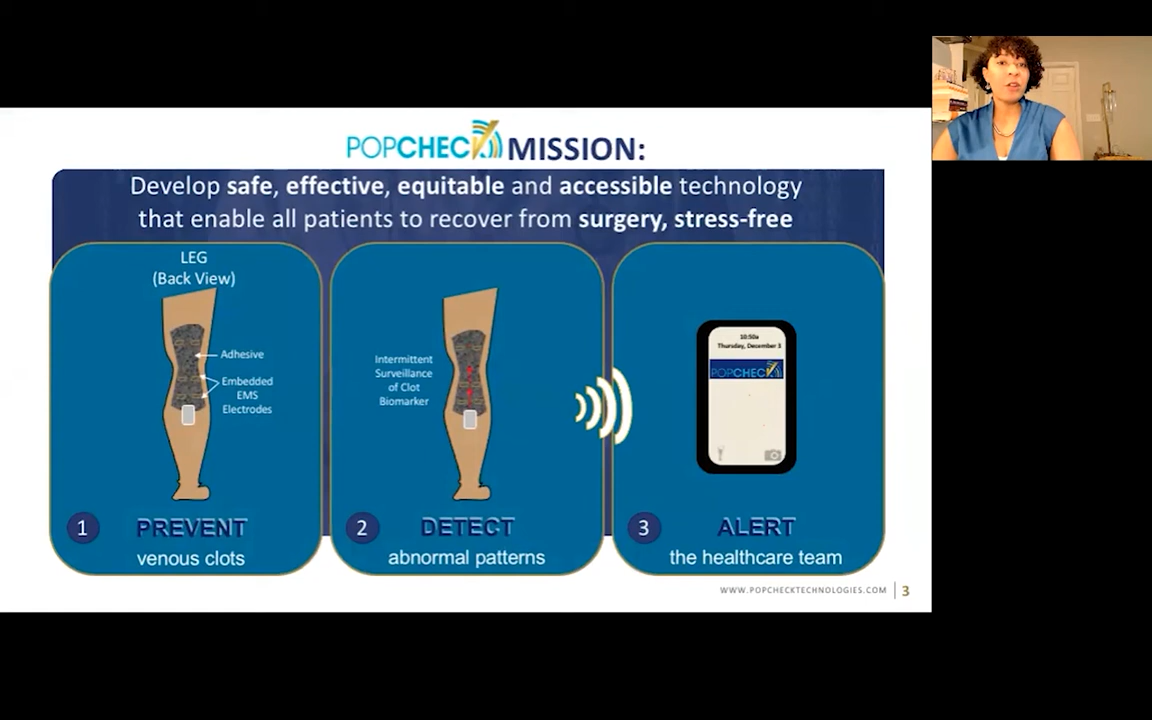 POPCHECK MISSION:
Develop safe, effective, equitable and accessible technology
that enable all patients to recover from surgery, stress-free
LEG
(Back View)
Adhesive
Embedded
EMS
Electrodes
1
PREVENT
venous clots
Intermittent
Surveillance
of Clot
Biomarker
2
DETECT
abnormal patterns
10:50a
Thursday, December 3
POPCHECK
3
ALERT
the healthcare team
WWW.POPCHECKTECHNOLOGIES.COM | 3